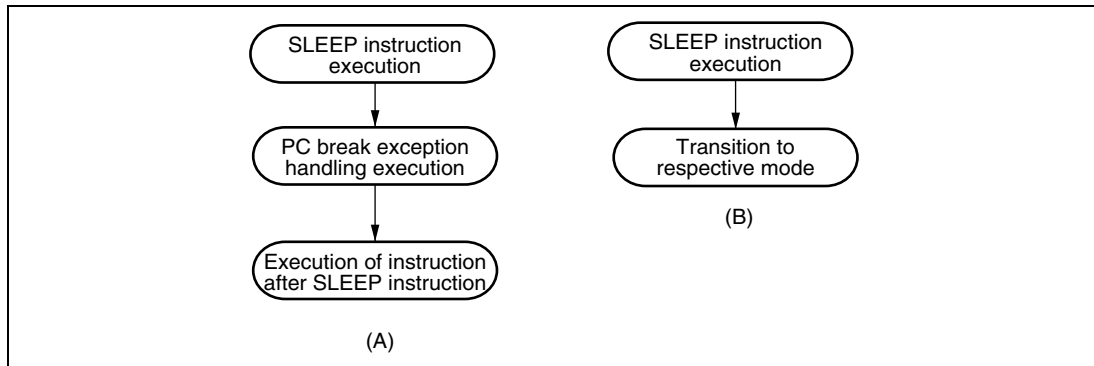 SLEEP instruction
execution
PC break exception
handling execution
Execution of instruction
after SLEEP instruction
(A)
SLEEP instruction
execution
Transition to
respective mode
(B)